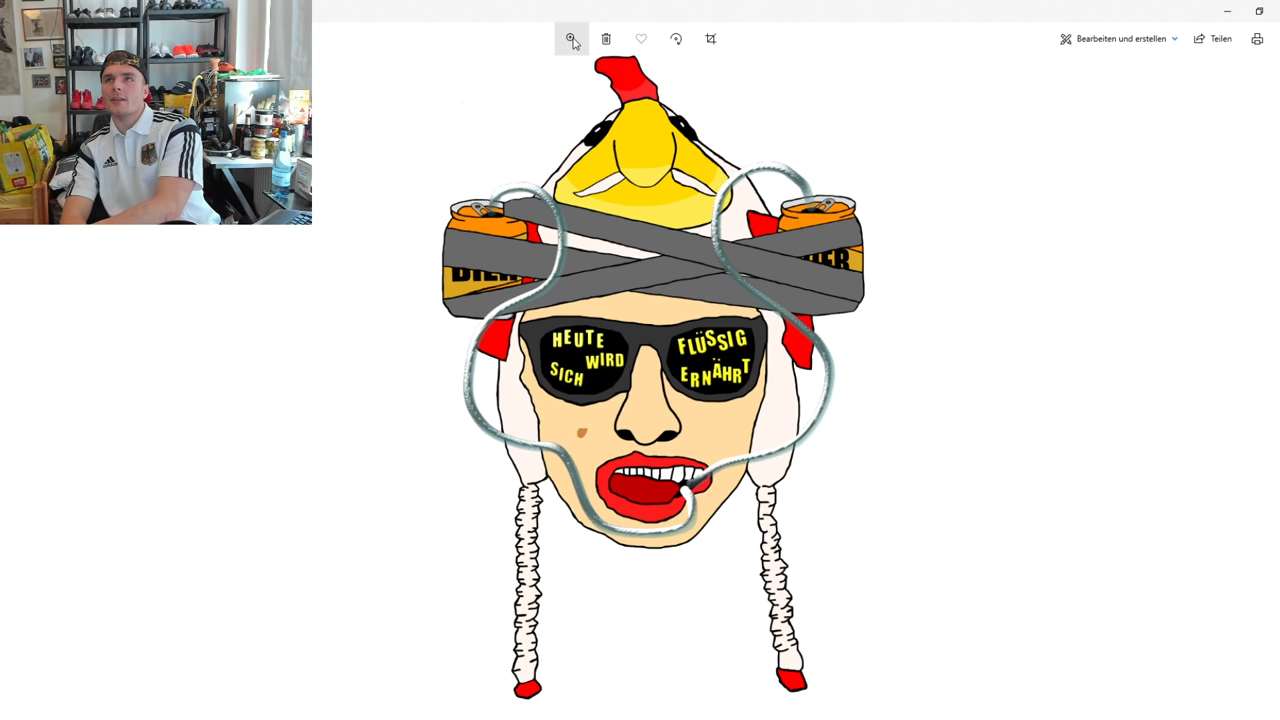 Bearbeiten und erstellen
Teilen
HEUTE
WIRD
SICH
FLÜSSIG
ERNÄHRT